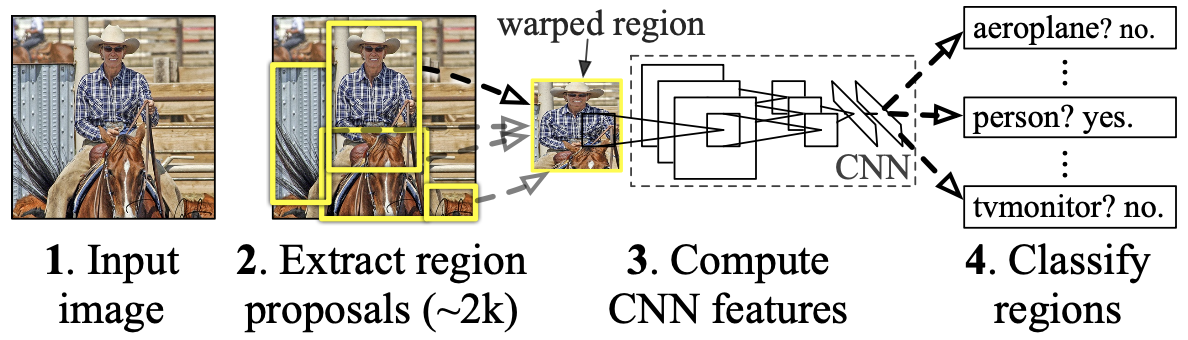 warped region
aeroplane? no.
person? yes.
CNN
tvmonitor? no.
1. Input
image
2. Extract region
proposals (~2k)
3. Compute
CNN features
4. Classify
regions